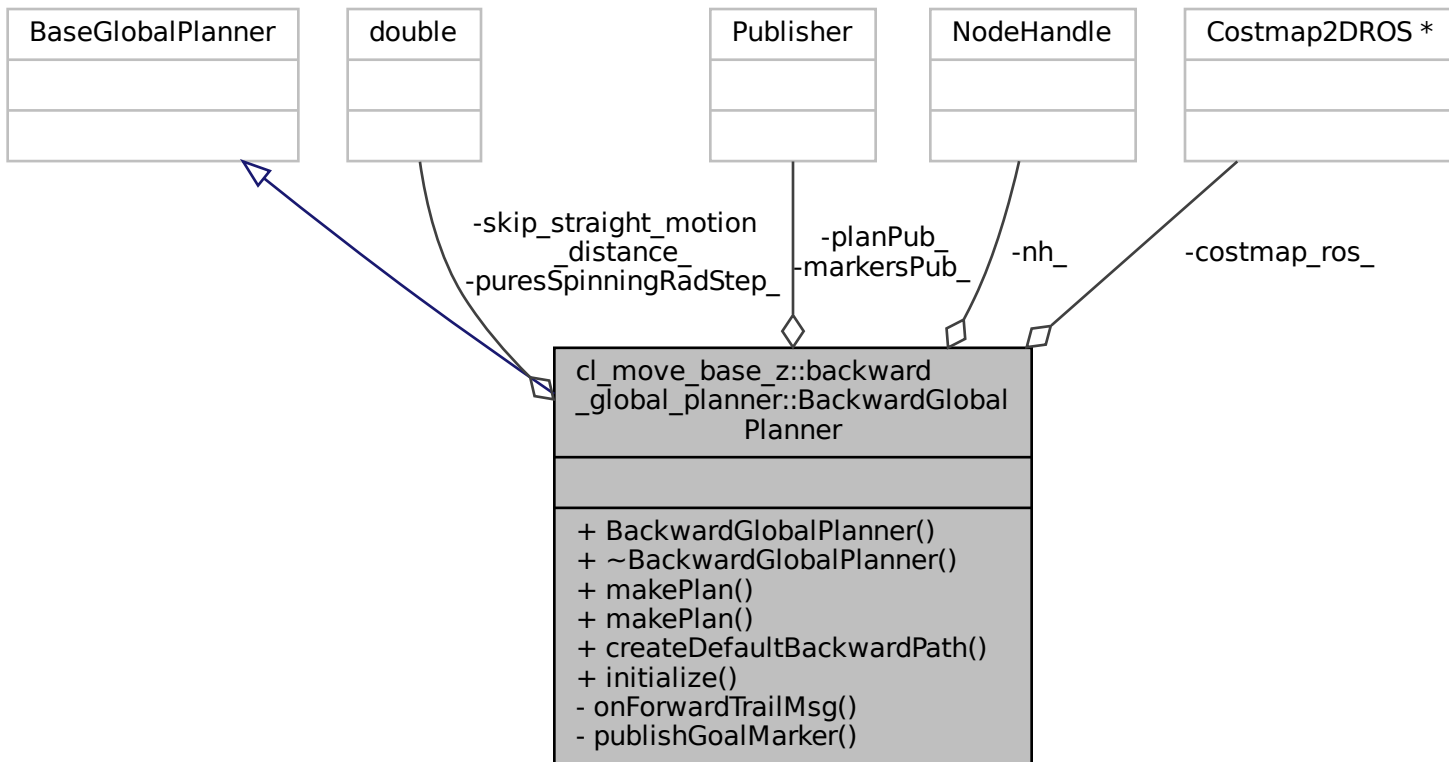 BaseGlobalPlanner
double
Publisher
NodeHandle
Costmap2DROS *
-skip_straight_motion
_distance_
-puresSpinningRadStep_
-planPub_
-markersPub_
-nh_
-costmap_ros_
cl_move_base_z::backward
_global_planner::BackwardGlobal
Planner
+ BackwardGlobalPlanner()
+ ~BackwardGlobalPlanner()
+ makePlan()
+ makePlan()
+ createDefaultBackwardPath()
+ initialize()
- onForwardTrailMsg()
- publishGoalMarker()